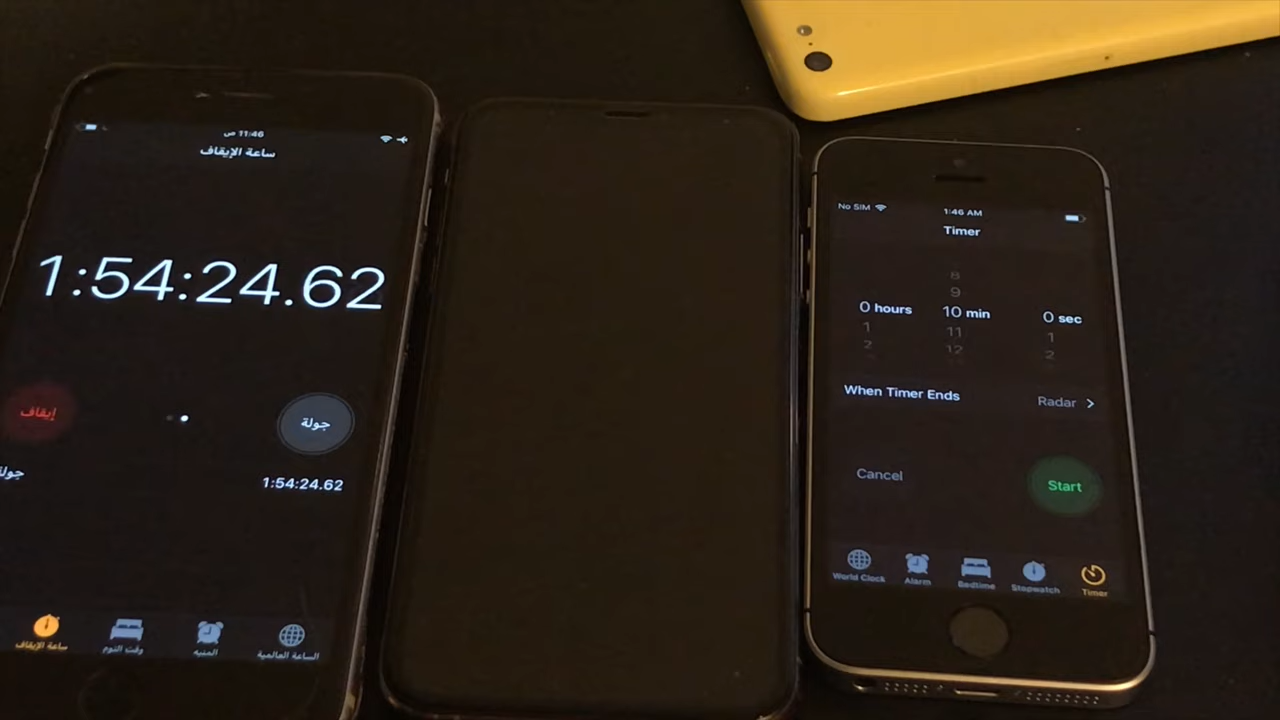 11:46 ص
ساعة الإيقاف
1:54:24.62
إيقاف
جولة
جولة
1:54:24.62
ساعة الإيقاف
وقت النوم
المنبه
الساعة العالمية
No SIM
1:46 AM
Timer
8
9
0 hours
10 min
0 sec
1
11
1
2
12
2
When Timer Ends
Radar
Cancel
Start
World Clock
Alarm
Bedtime
Stopwatch
Timer